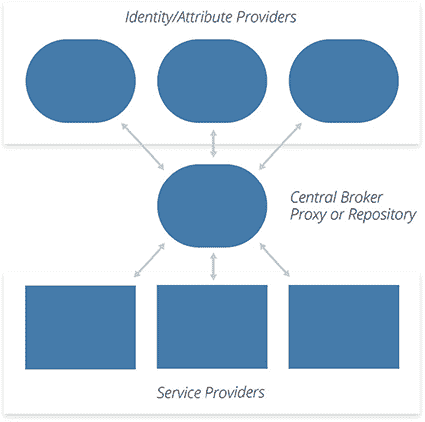 Identity/Attribute Providers
Central Broker
Proxy or Repository
Service Providers